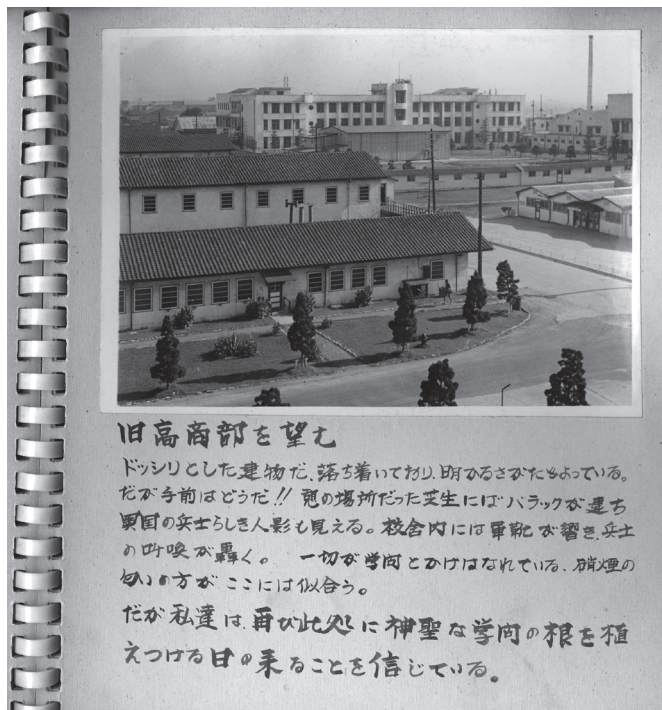 旧高商部を望む
ドッシリとした建物だ、落ち着いており、明かるさがたゞよっている。
だが手前はどうだ!! 憩の場所だった芝生にはバラックが建ち
異国の兵士らしき人影も見える。校舎内には軍靴が響き、兵士
の叫喚が轟く。 一切が学問とかけはなれている、硝煙の
匂いの方がここには似合う。
だが私達は、再び此処に神聖な学問の根を植
えつける日の来ることを信じている。